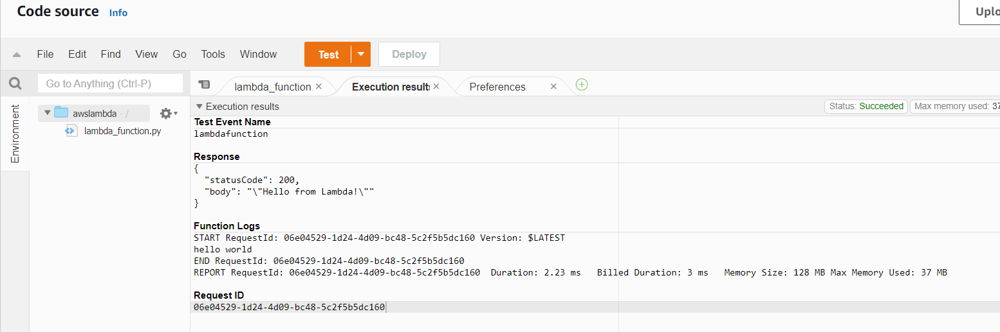 Code source Info
Uplo
File Edit Find View Go Tools Window Test Deploy
Go to Anything (Ctrl-P)
lambda_function. Execution results Preferences
Environment
awslambda - /
lambda_function.py
Execution results
Status: Succeeded Max memory used: 37
Test Event Name
lambdafunction
Response
{
"statusCode": 200,
"body": "\"Hello from Lambda!\""
}
Function Logs
START RequestId: 06e04529-1d24-4d09-bc48-5c2f5b5dc160 Version: $LATEST
hello world
END RequestId: 06e04529-1d24-4d09-bc48-5c2f5b5dc160
REPORT RequestId: 06e04529-1d24-4d09-bc48-5c2f5b5dc160 Duration: 2.23 ms Billed Duration: 3 ms Memory Size: 128 MB Max Memory Used: 37 MB
Request ID
06e04529-1d24-4d09-bc48-5c2f5b5dc160